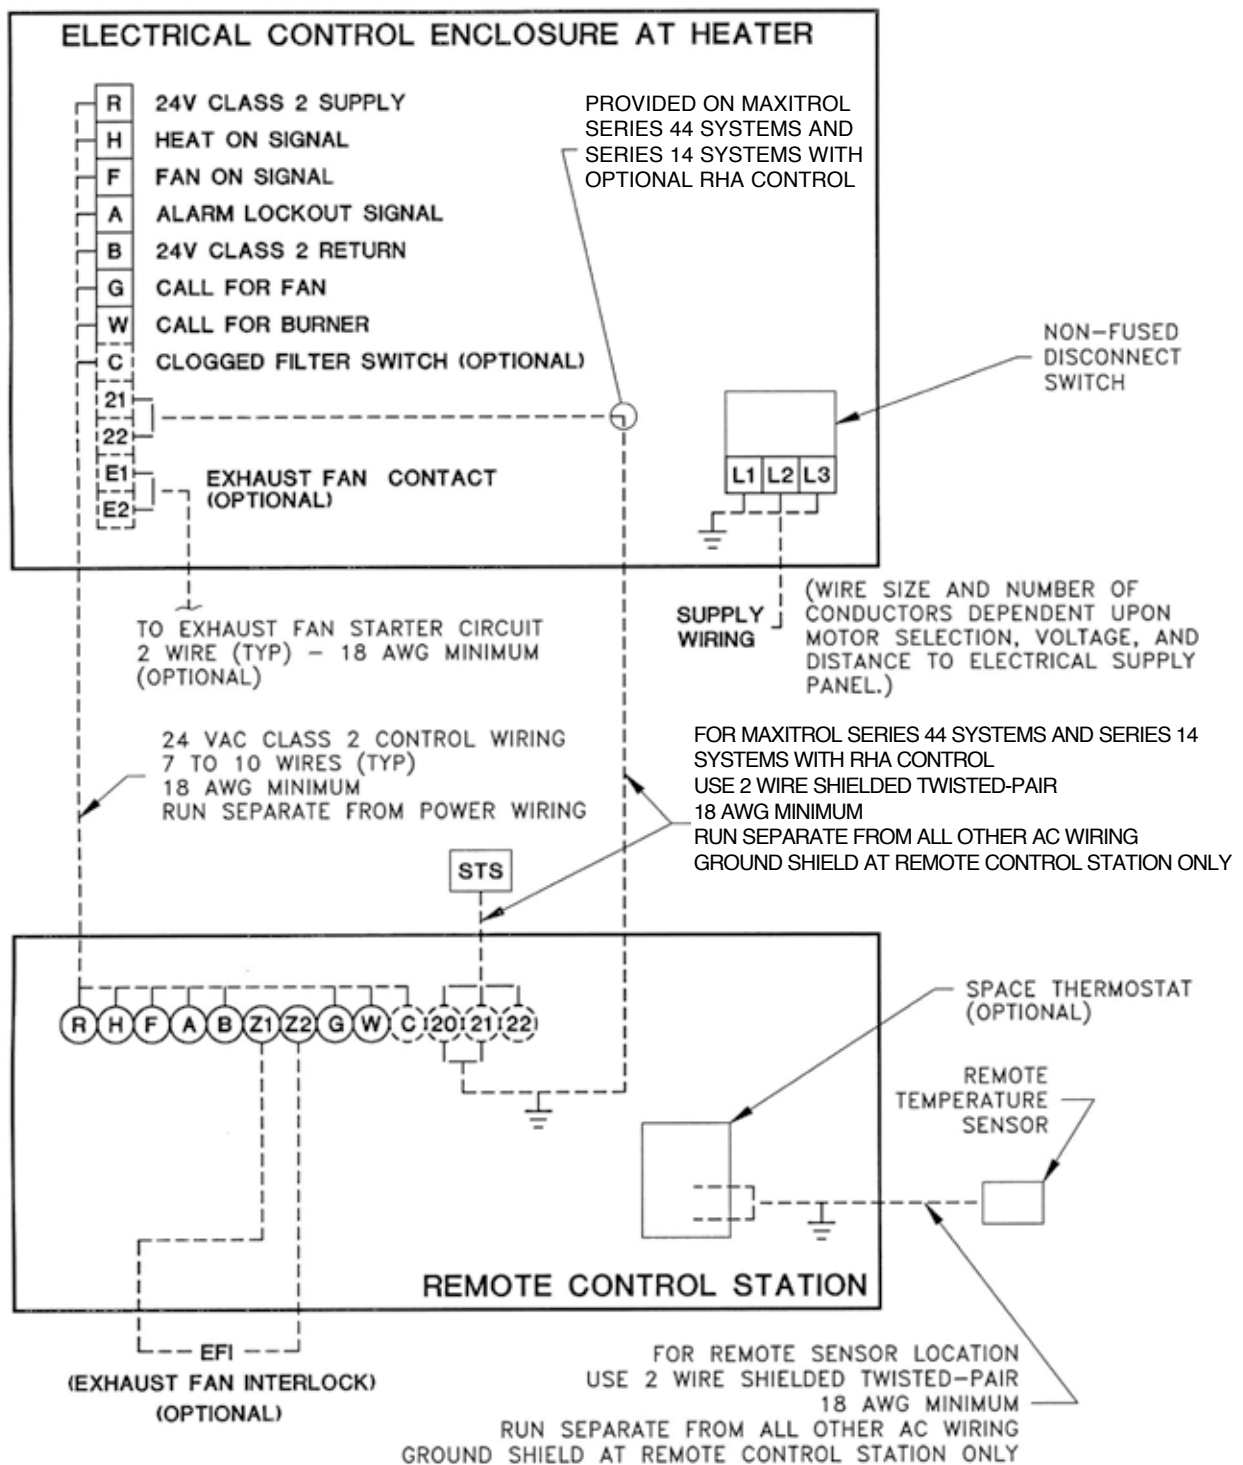 ELECTRICAL CONTROL ENCLOSURE AT HEATER
R 24V CLASS 2 SUPPLY
H HEAT ON SIGNAL
F FAN ON SIGNAL
A ALARM LOCKOUT SIGNAL
B 24V CLASS 2 RETURN
G CALL FOR FAN
W CALL FOR BURNER
C CLOGGED FILTER SWITCH (OPTIONAL)
21
22
E1
E2
EXHAUST FAN CONTACT
(OPTIONAL)
PROVIDED ON MAXITROL
SERIES 44 SYSTEMS AND
SERIES 14 SYSTEMS WITH
OPTIONAL RHA CONTROL
NON-FUSED
DISCONNECT
SWITCH
L1 L2 L3
SUPPLY
WIRING
(WIRE SIZE AND NUMBER OF
CONDUCTORS DEPENDENT UPON
MOTOR SELECTION, VOLTAGE, AND
DISTANCE TO ELECTRICAL SUPPLY
PANEL.)
TO EXHAUST FAN STARTER CIRCUIT
2 WIRE (TYP) - 18 AWG MINIMUM
(OPTIONAL)
24 VAC CLASS 2 CONTROL WIRING
7 TO 10 WIRES (TYP)
18 AWG MINIMUM
RUN SEPARATE FROM POWER WIRING
FOR MAXITROL SERIES 44 SYSTEMS AND SERIES 14
SYSTEMS WITH RHA CONTROL
USE 2 WIRE SHIELDED TWISTED-PAIR
18 AWG MINIMUM
RUN SEPARATE FROM ALL OTHER AC WIRING
GROUND SHIELD AT REMOTE CONTROL STATION ONLY
STS
R H F A B Z1 Z2 G W C 20 21 22
SPACE THERMOSTAT
(OPTIONAL)
REMOTE
TEMPERATURE
SENSOR
REMOTE CONTROL STATION
EFI
(EXHAUST FAN INTERLOCK)
(OPTIONAL)
FOR REMOTE SENSOR LOCATION
USE 2 WIRE SHIELDED TWISTED-PAIR
18 AWG MINIMUM
RUN SEPARATE FROM ALL OTHER AC WIRING
GROUND SHIELD AT REMOTE CONTROL STATION ONLY